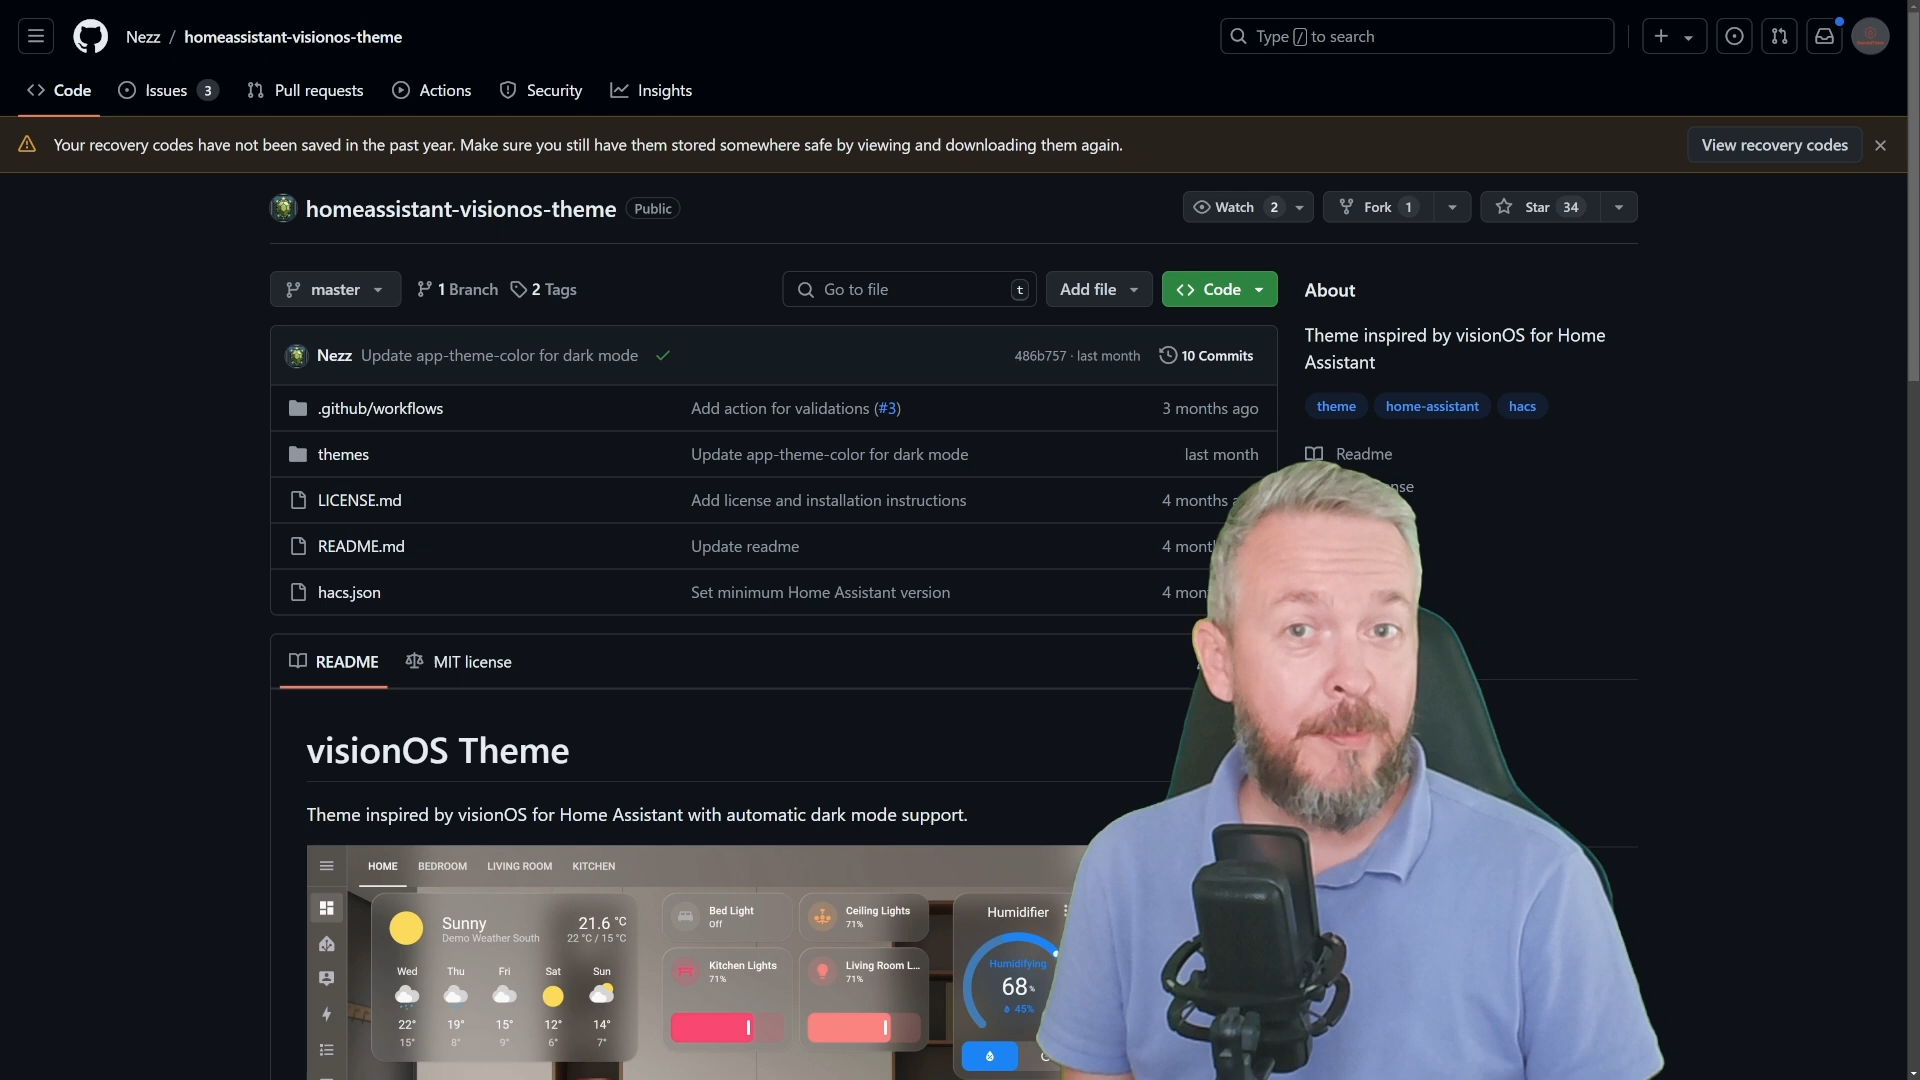 Nezz / homeassistant-visionos-theme
Type / to search
Code
Issues 3
Pull requests
Actions
Security
Insights
Your recovery codes have not been saved in the past year. Make sure you still have them stored somewhere safe by viewing and downloading them again.
View recovery codes
homeassistant-visionos-theme Public
Watch 2
Fork 1
Star 34
master
1 Branch
2 Tags
Go to file t
Add file
Code
About
Theme inspired by visionOS for Home
Assistant
theme home-assistant hacs
Readme
nse
Nezz Update app-theme-color for dark mode
486b757 · last month
10 Commits
.github/workflows Add action for validations (#3) 3 months ago
themes Update app-theme-color for dark mode last month
LICENSE.md Add license and installation instructions 4 months a
README.md Update readme 4 mont
hacs.json Set minimum Home Assistant version 4 mon
README
MIT license
visionOS Theme
Theme inspired by visionOS for Home Assistant with automatic dark mode support.
HOME BEDROOM LIVING ROOM KITCHEN
Sunny 21.6 °C
Demo Weather South 22 °C / 15 °C
Wed Thu Fri Sat Sun
22° 19° 15° 12° 14°
15° 8° 9° 6° 7°
Bed Light
Off
Ceiling Lights
71%
Kitchen Lights
71%
Living Room L...
71%
Humidifier
Humidifying
68%
45%